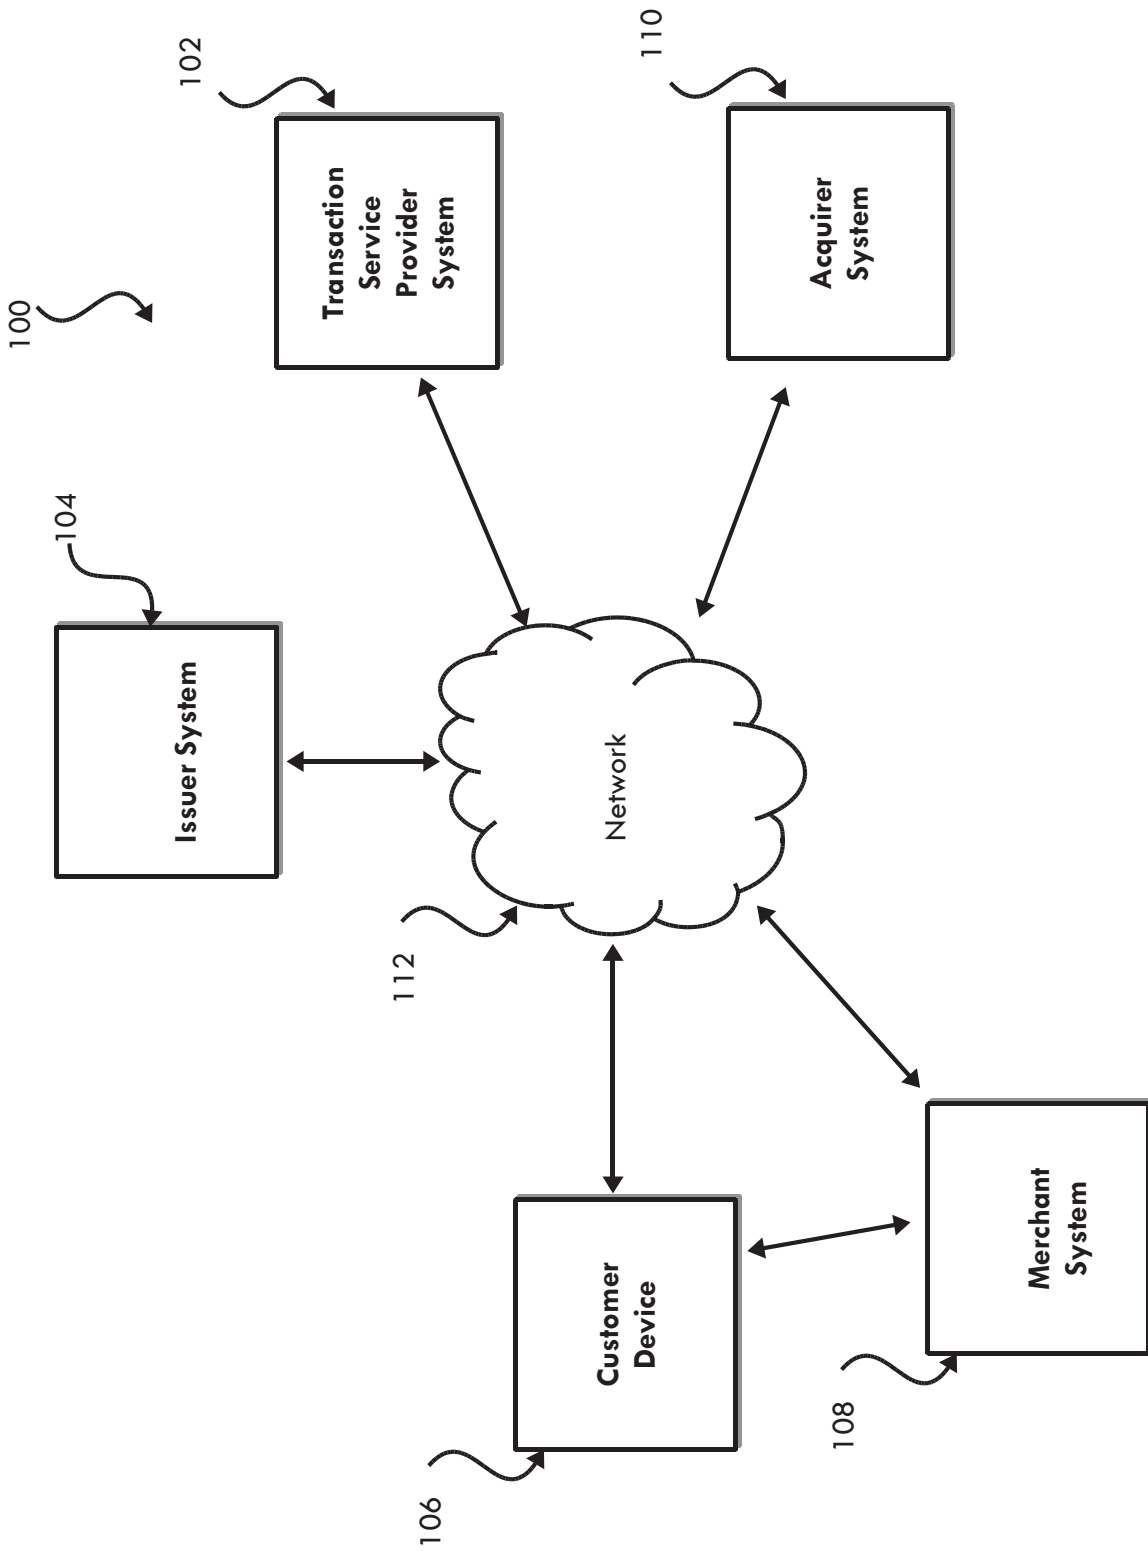 100
104
Issuer System
102
Transaction
Service
Provider
System
112
Network
106
Customer
Device
110
Acquirer
System
108
Merchant
System